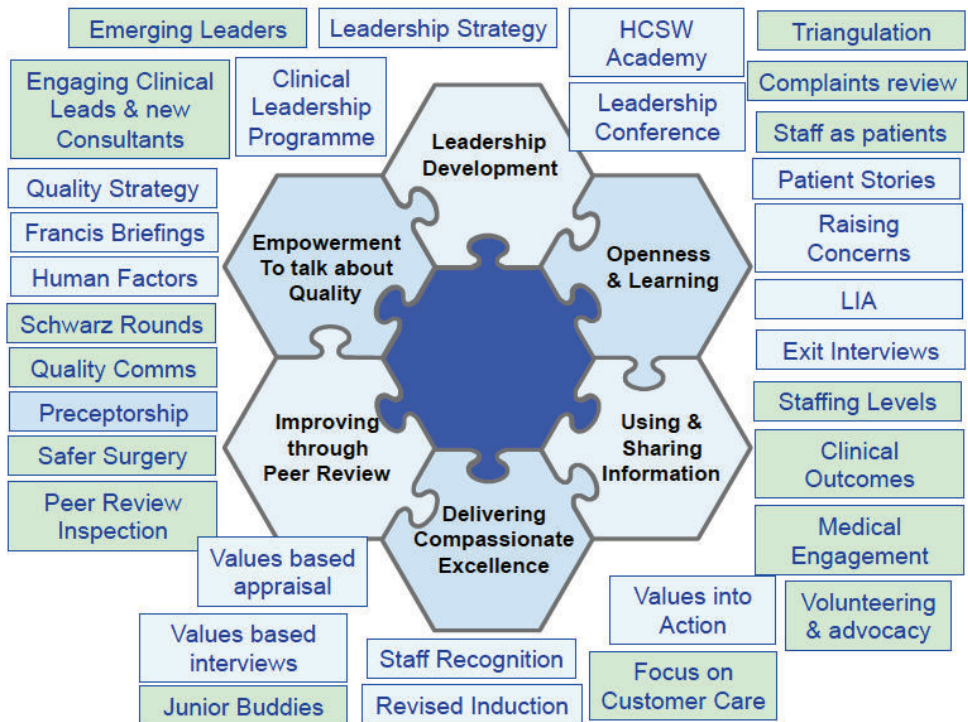 Emerging Leaders
Leadership Strategy
HCSW
Academy
Triangulation
Engaging Clinical
Leads & new
Consultants
Clinical
Leadership
Programme
Leadership
Conference
Complaints review
Staff as patients
Leadership
Development
Quality Strategy
Patient Stories
Francis Briefings
Raising
Concerns
Empowerment
To talk about
Quality
Openness
& Learning
Human Factors
LIA
Schwarz Rounds
Exit Interviews
Quality Comms
Staffing Levels
Preceptorship
Improving
through
Peer Review
Using &
Sharing
Information
Safer Surgery
Clinical
Outcomes
Peer Review
Inspection
Delivering
Compassionate
Excellence
Medical
Engagement
Values based
appraisal
Values into
Action
Volunteering
& advocacy
Values based
interviews
Staff Recognition
Focus on
Customer Care
Junior Buddies
Revised Induction